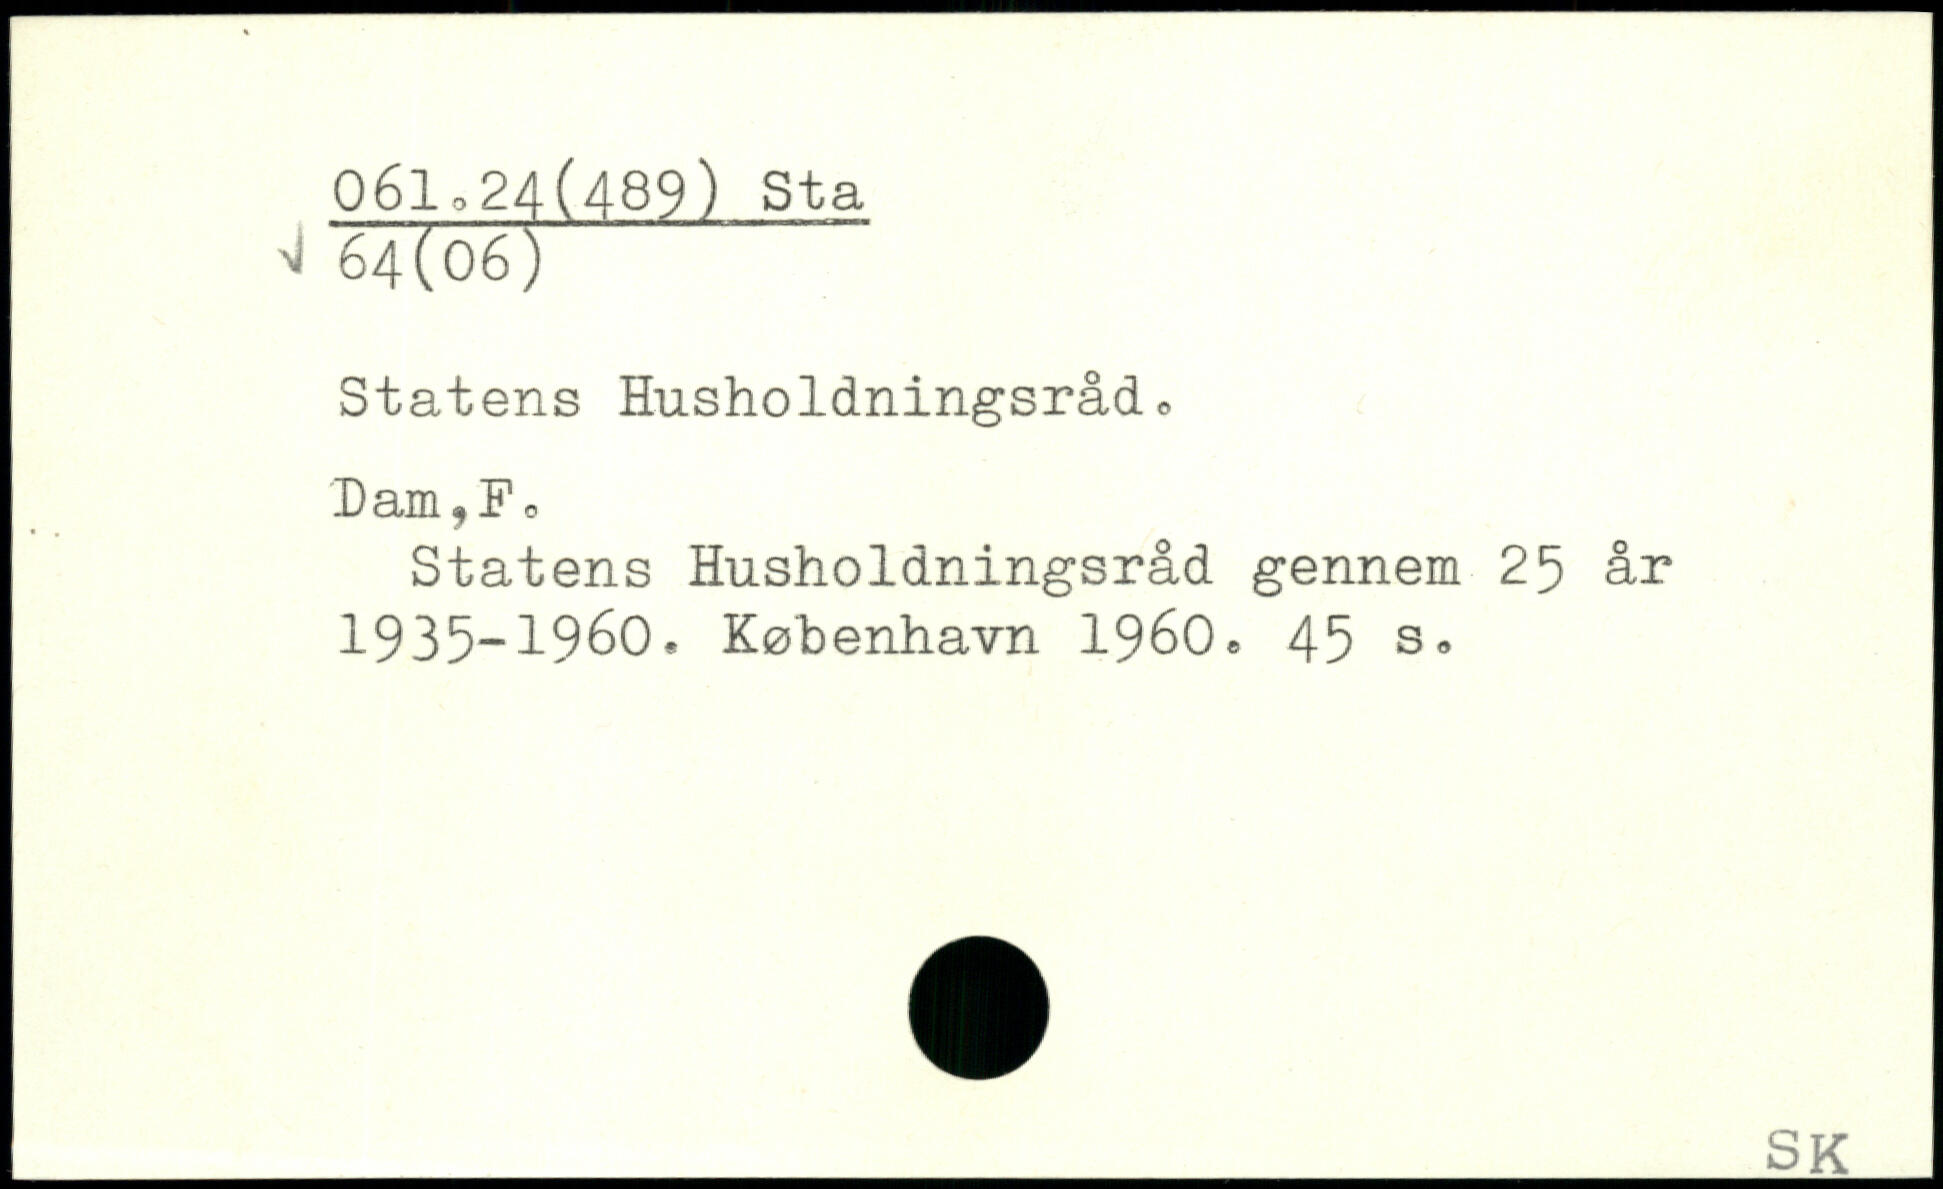 061.24(489) Sta
64(06)
Statens Husholdningsråd.
Dam,F.
Statens Husholdningsråd gennem 25 år
1935-1960. København 1960. 45 s.
SK